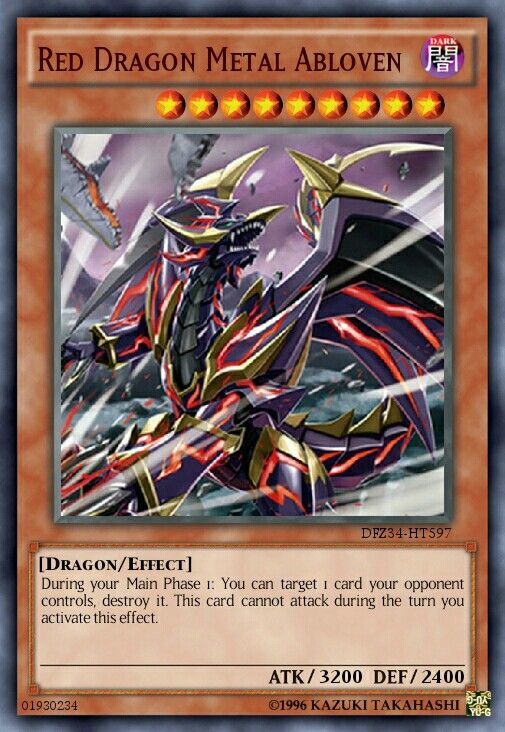 RED DRAGON METAL ABLOVEN
DARK
闇
DFZ34-HTS97
[DRAGON/EFFECT]
During your Main Phase 1: You can target 1 card your opponent
controls, destroy it. This card cannot attack during the turn you
activate this effect.
ATK/3200 DEF/2400
01930234
©1996 KAZUKI TAKAHASHI